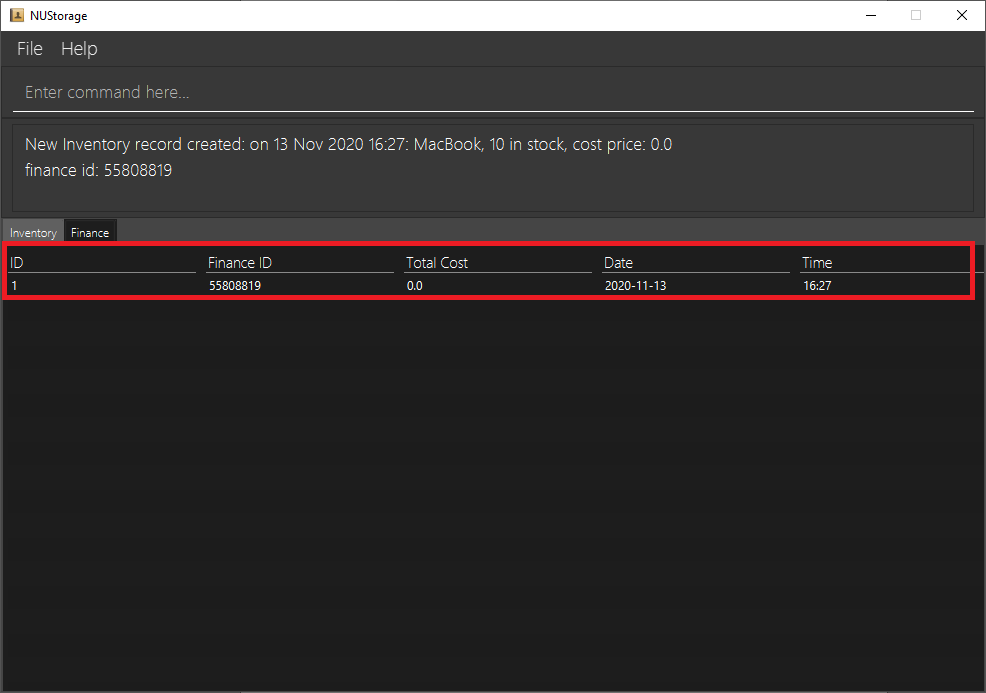 NUStorage
File Help
Enter command here...
New Inventory record created: on 13 Nov 2020 16:27: MacBook, 10 in stock, cost price: 0.0
finance id: 55808819
Inventory Finance
ID Finance ID Total Cost Date Time
1 55808819 0.0 2020-11-13 16:27